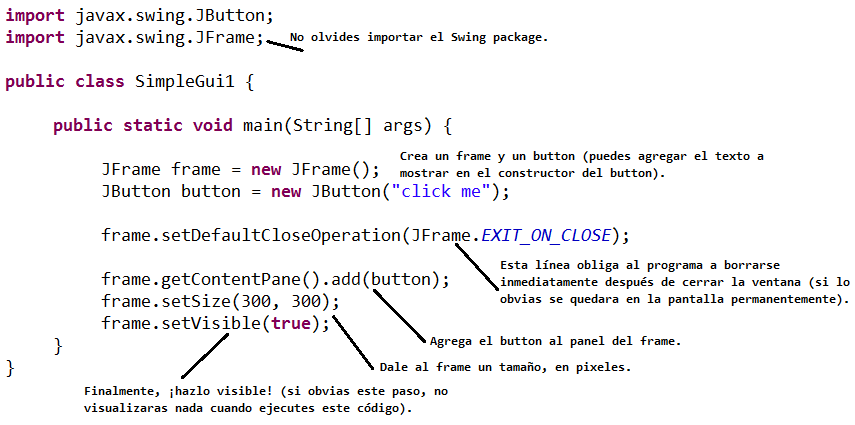 import javax.swing.JButton;
import javax.swing.JFrame;
No olvides importar el Swing package.
public class SimpleGui1 {
public static void main(String[] args) {
JFrame frame = new JFrame();
Crea un frame y un button (puedes agregar el texto a
mostrar en el constructor del button).
JButton button = new JButton("click me");
frame.setDefaultCloseOperation(JFrame.EXIT_ON_CLOSE);
Esta línea obliga al programa a borrarse
inmediatamente después de cerrar la ventana (si lo
obvias se quedara en la pantalla permanentemente).
frame.getContentPane().add(button);
frame.setSize(300, 300);
frame.setVisible(true);
Agrega el button al panel del frame.
}
Dale al frame un tamaño, en pixeles.
}
Finalmente, ¡hazlo visible! (si obvias este paso, no
visualizaras nada cuando ejecutes este código).